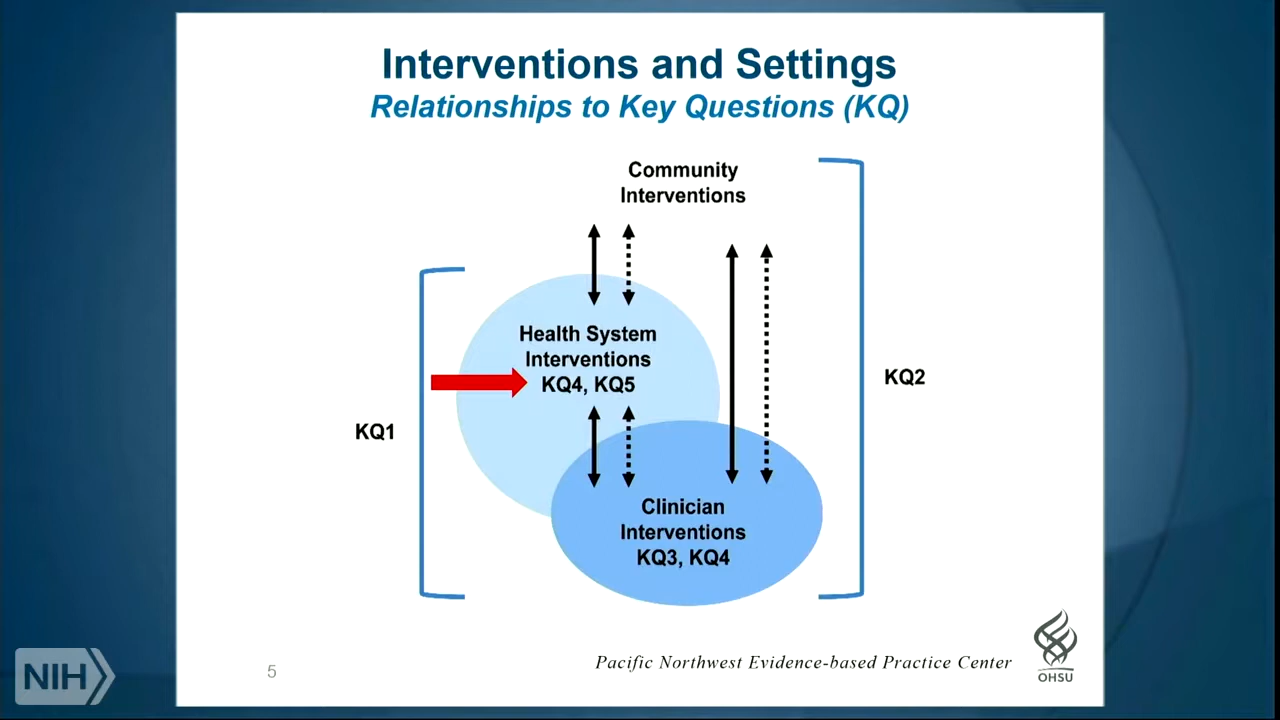 Interventions and Settings
Relationships to Key Questions (KQ)
Community
Interventions
Health System
Interventions
KQ4, KQ5
KQ1
KQ2
Clinician
Interventions
KQ3, KQ4
Pacific Northwest Evidence-based Practice Center
OHSU
5
NIH